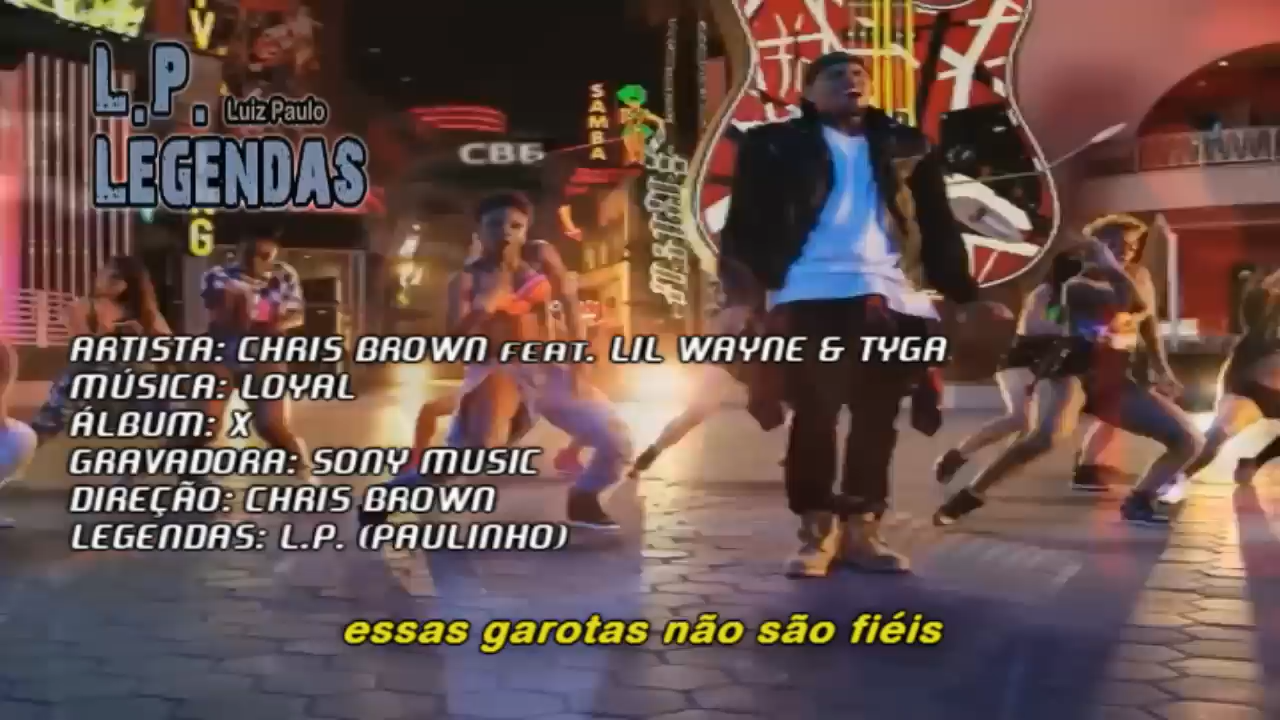 L.P. Luiz Paulo
LEGENDAS
SAMBA
G
ARTISTA: CHRIS BROWN FEAT. LIL WAYNE & TYGA
MÚSICA: LOYAL
ÁLBUM: X
GRAVADORA: SONY MUSIC
DIREÇÃO: CHRIS BROWN
LEGENDAS: L.P. (PAULINHO)
essas garotas não são fiéis